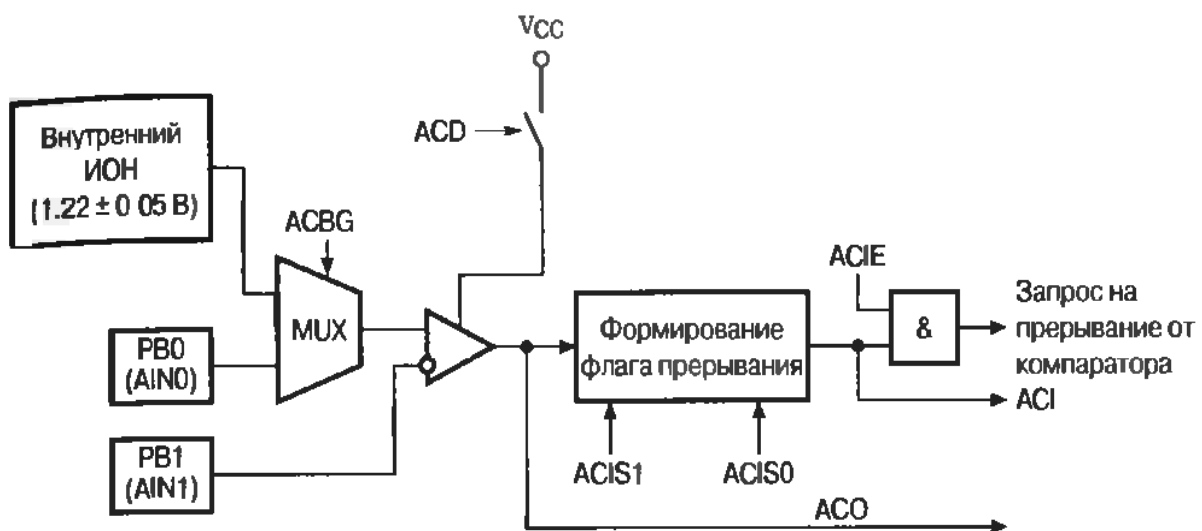 VCC
Внутренний
ИОН
(1.22 ± 0 05 В)
ACD
ACBG
MUX
PB0
(AIN0)
PB1
(AIN1)
Формирование
флага прерывания
ACIS1
ACIS0
ACIE
&
Запрос на
прерывание от
компаратора
ACI
ACO